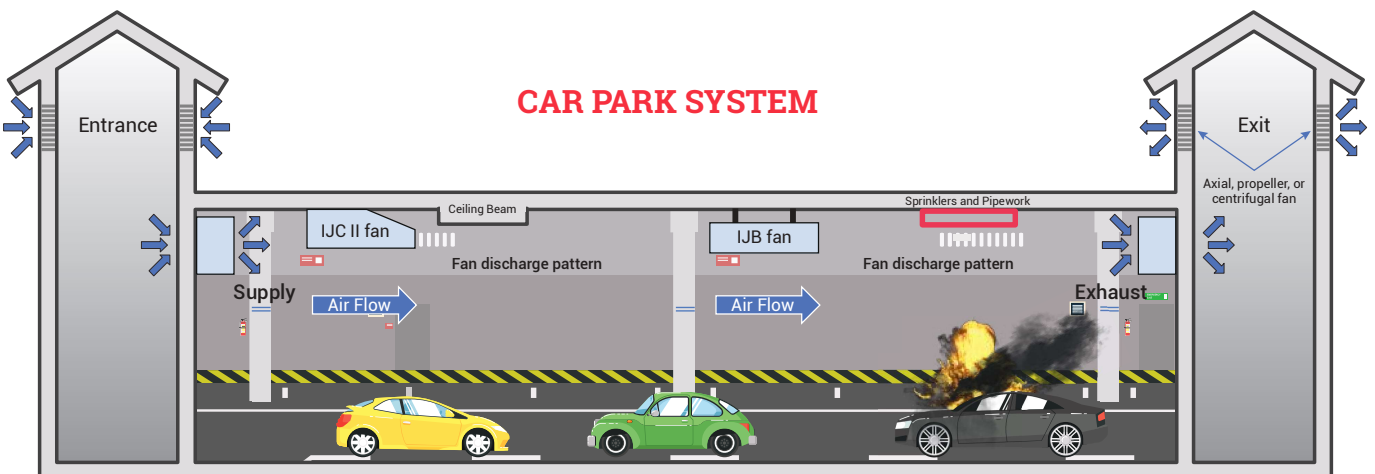 CAR PARK SYSTEM
Entrance
Exit
Axial, propeller, or
centrifugal fan
Ceiling Beam
Sprinklers and Pipework
IJC II fan
IJB fan
Fan discharge pattern
Fan discharge pattern
Supply
Exhaust
Air Flow
Air Flow